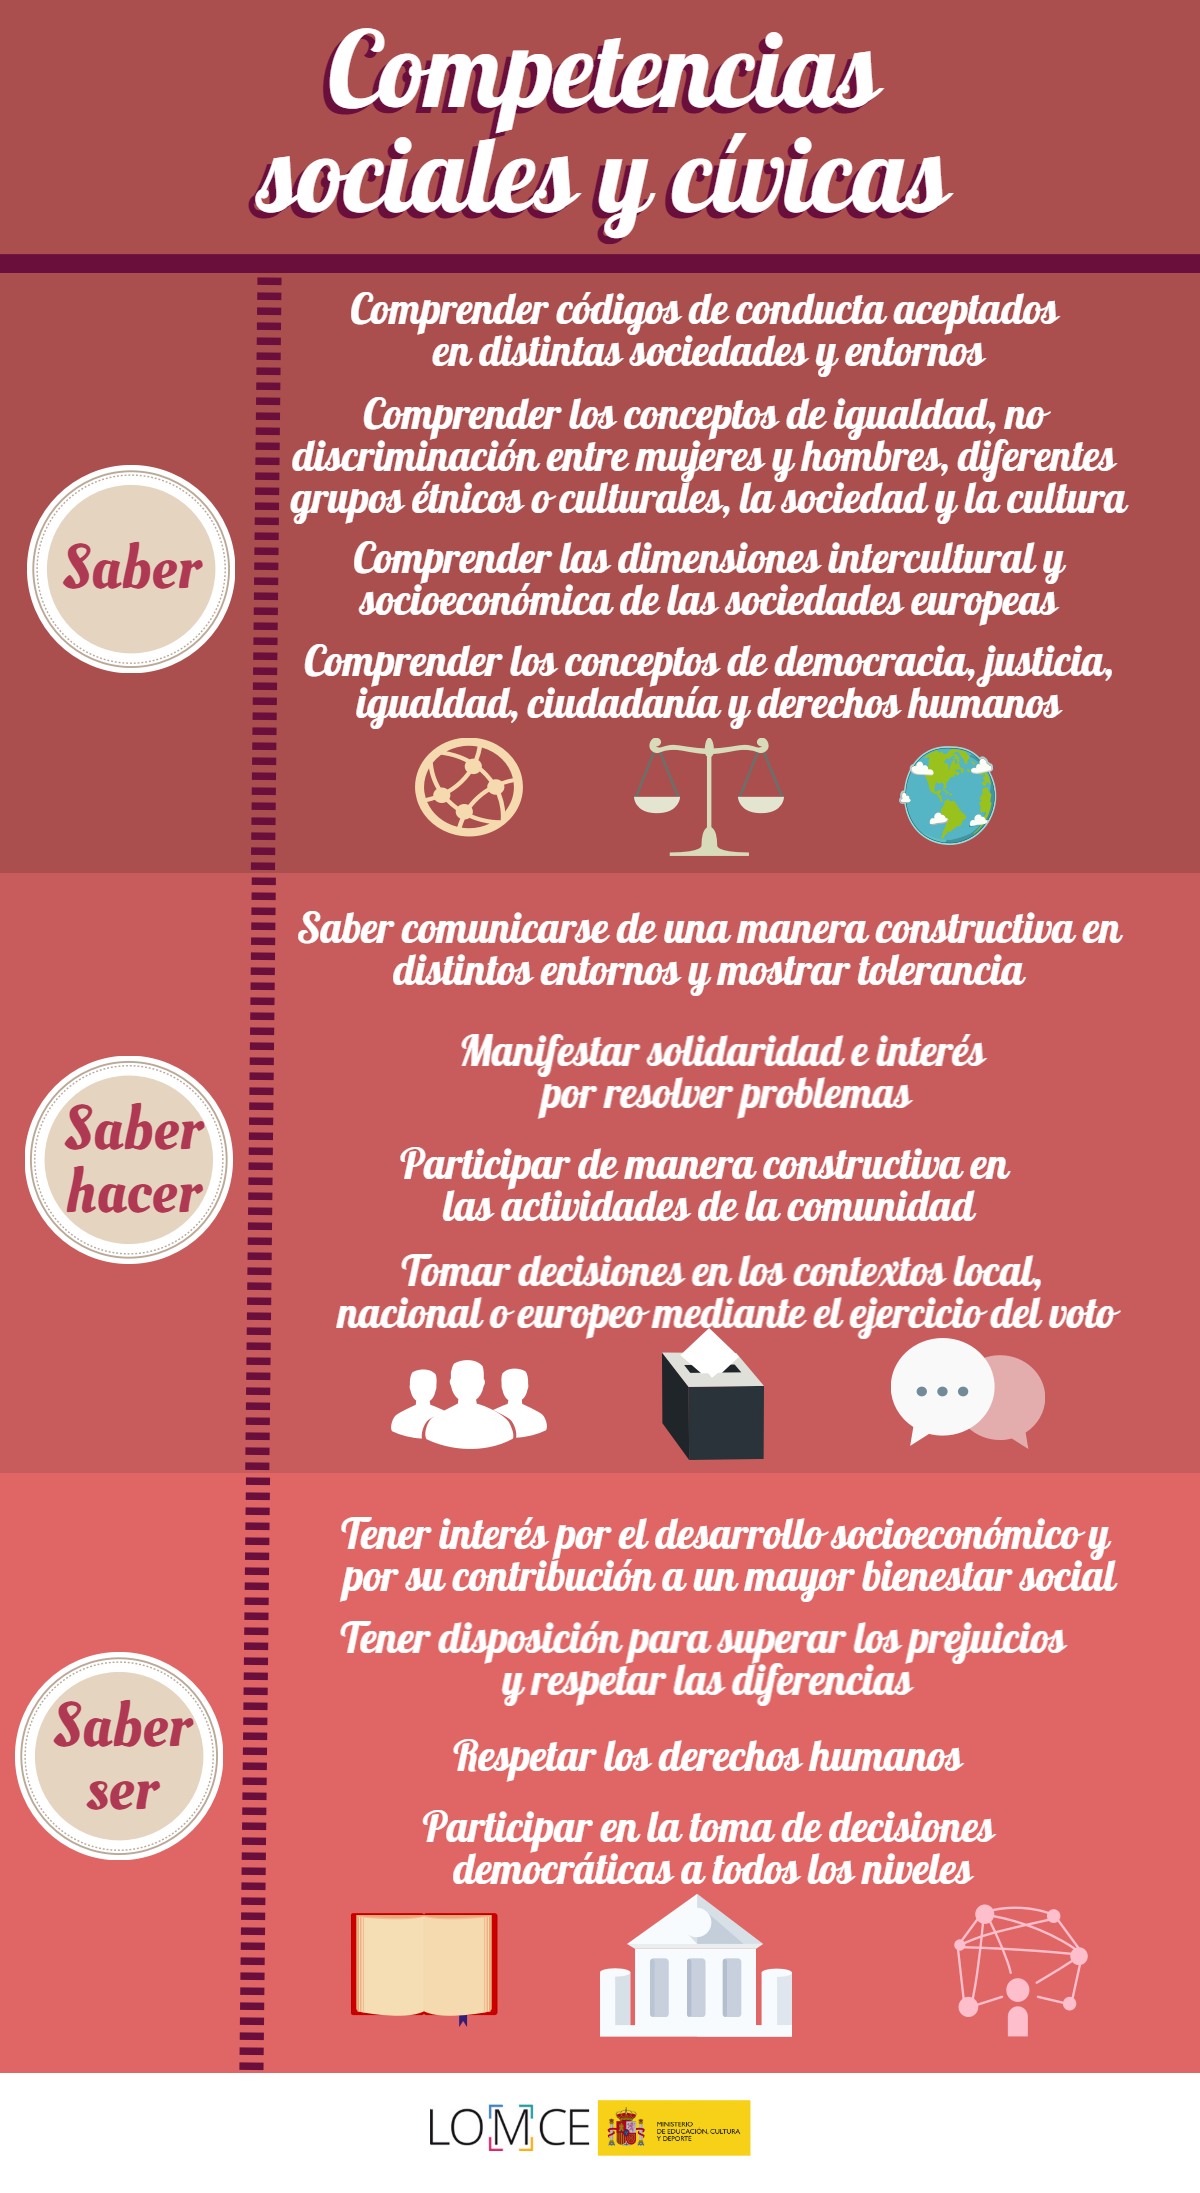 Competencias
sociales y cívicas
Comprender códigos de conducta aceptados
en distintas sociedades y entornos
Comprender los conceptos de igualdad, no
discriminación entre mujeres y hombres, diferentes
grupos étnicos o culturales, la sociedad y la cultura
Saber
Comprender las dimensiones intercultural y
socioeconómica de las sociedades europeas
Comprender los conceptos de democracia, justicia,
igualdad, ciudadanía y derechos humanos
Saber comunicarse de una manera constructiva en
distintos entornos y mostrar tolerancia
Manifestar solidaridad e interés
por resolver problemas
Saber
hacer
Participar de manera constructiva en
las actividades de la comunidad
Tomar decisiones en los contextos local,
nacional o europeo mediante el ejercicio del voto
Tener interés por el desarrollo socioeconómico y
por su contribución a un mayor bienestar social
Tener disposición para superar los prejuicios
y respetar las diferencias
Saber
ser
Respetar los derechos humanos
Participar en la toma de decisiones
democráticas a todos los niveles
LOMCE
MINISTERIO
DE EDUCACIÓN, CULTURA
Y DEPORTE